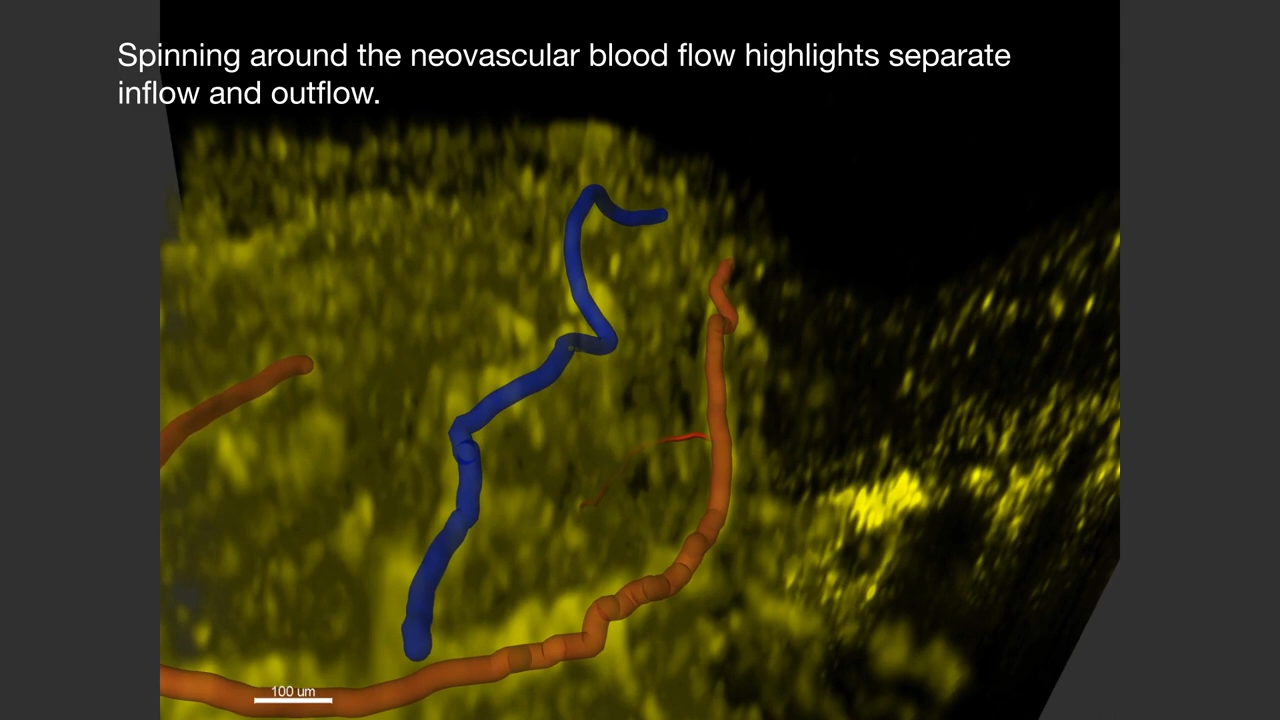 Spinning around the neovascular blood flow highlights separate
inflow and outflow.
100 um